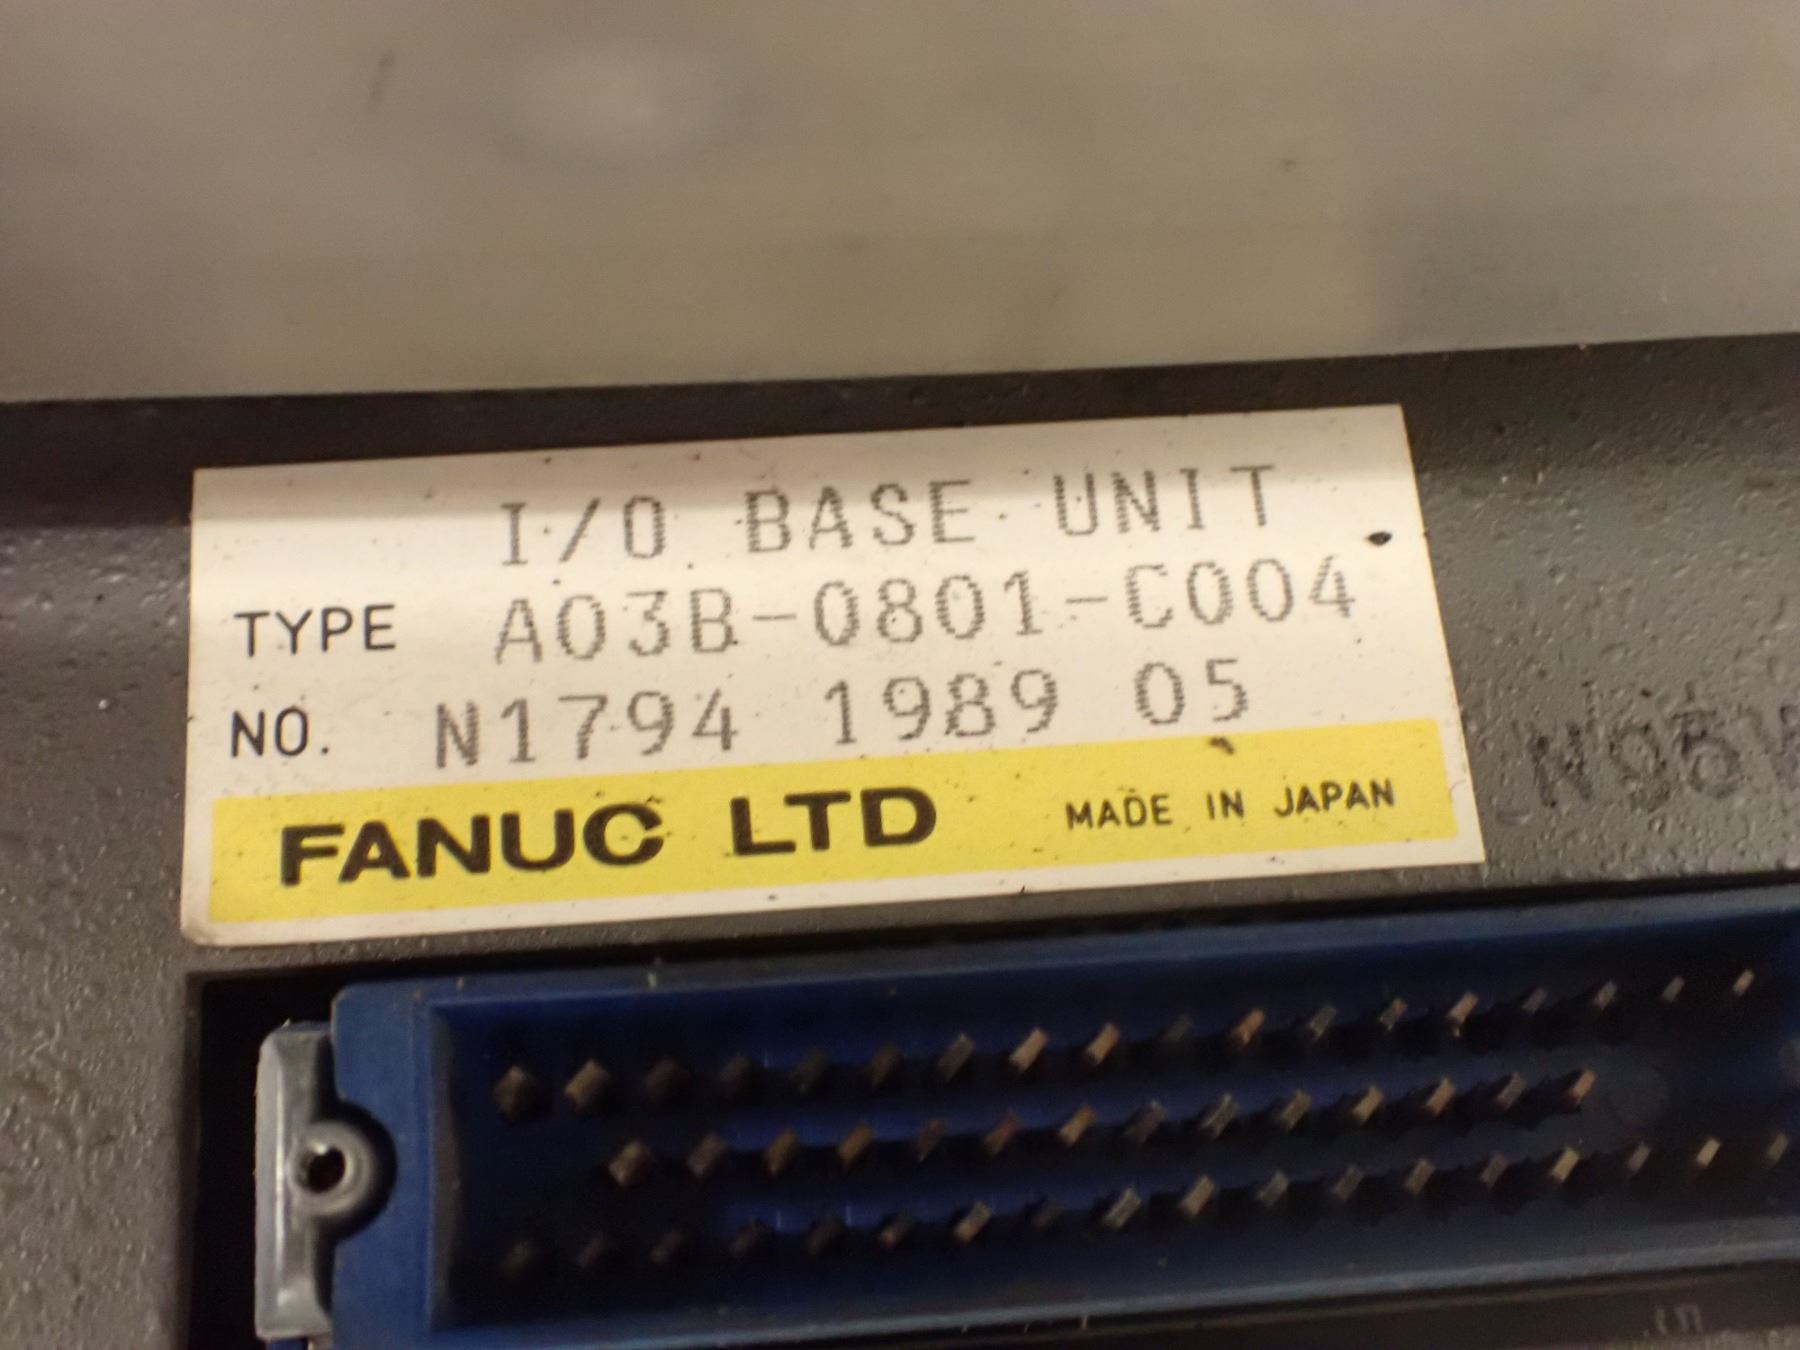 I/O BASE UNIT
TYPE A03B-0801-C004
NO. N1794 1989 05
FANUC LTD MADE IN JAPAN